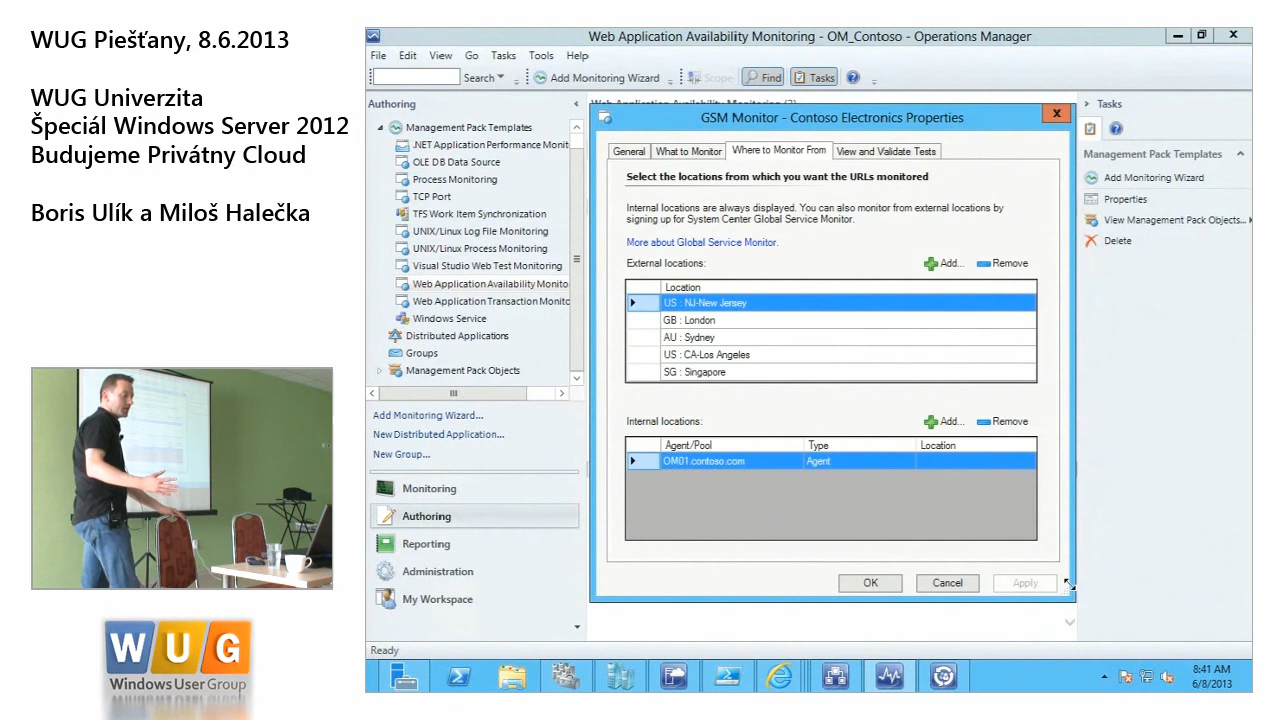 WUG Piešťany, 8.6.2013
WUG Univerzita
Špeciál Windows Server 2012
Budujeme Privátny Cloud
Boris Ulík a Miloš Halečka
WUG
Windows User Group
Web Application Availability Monitoring - OM_Contoso - Operations Manager
File Edit View Go Tasks Tools Help
Search Add Monitoring Wizard Scope Find Tasks
Authoring
Management Pack Templates
.NET Application Performance Monit
OLE DB Data Source
Process Monitoring
TCP Port
TFS Work Item Synchronization
UNIX/Linux Log File Monitoring
UNIX/Linux Process Monitoring
Visual Studio Web Test Monitoring
Web Application Availability Monito
Web Application Transaction Monito
Windows Service
Distributed Applications
Groups
Management Pack Objects
Add Monitoring Wizard...
New Distributed Application...
New Group...
Monitoring
Authoring
Reporting
Administration
My Workspace
GSM Monitor - Contoso Electronics Properties
General What to Monitor Where to Monitor From View and Validate Tests
Select the locations from which you want the URLs monitored
Internal locations are always displayed. You can also monitor from external locations by
signing up for System Center Global Service Monitor.
More about Global Service Monitor.
External locations: Add... Remove
Location
US : NJ-New Jersey
GB : London
AU : Sydney
US : CA-Los Angeles
SG : Singapore
Internal locations: Add... Remove
Agent/Pool Type Location
OM01.contoso.com Agent
OK Cancel Apply
Tasks
Management Pack Templates
Add Monitoring Wizard
Properties
View Management Pack Objects...
Delete
Ready
8:41 AM
6/8/2013